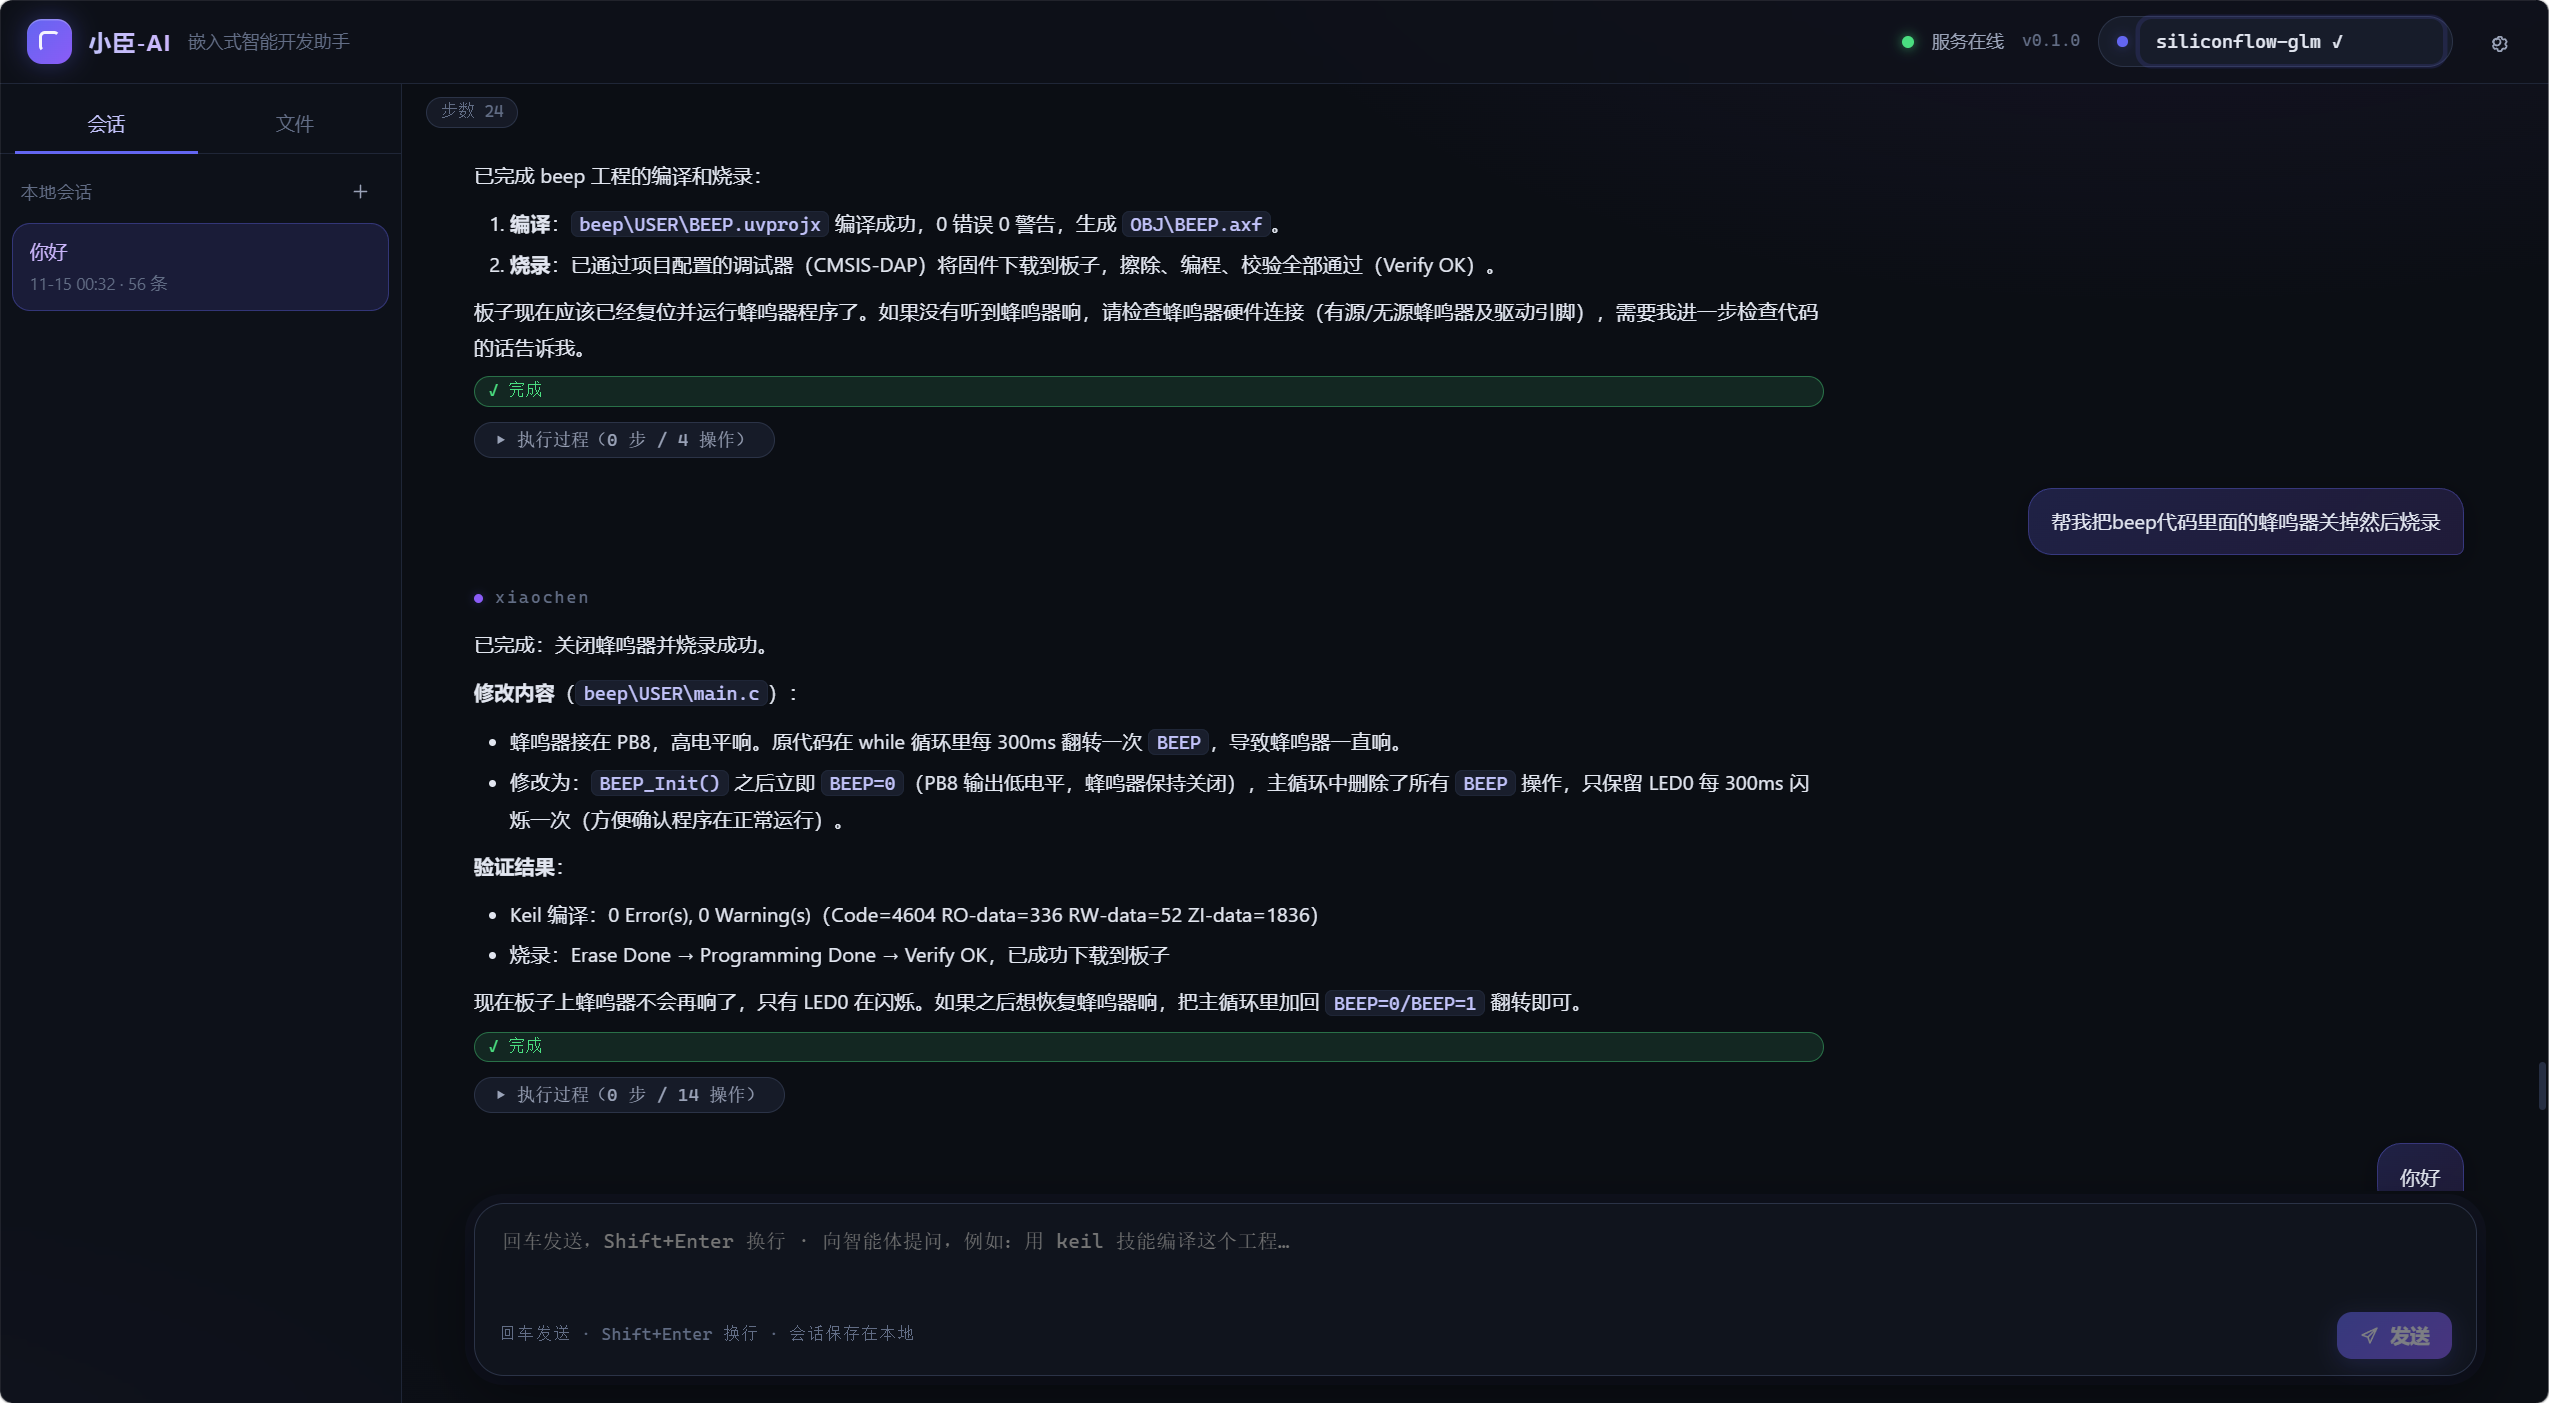 小臣-AI 嵌入式智能开发助手
服务在线 v0.1.0 siliconflow-glm ✓
会话 文件
本地会话 +
你好
11-15 00:32 · 56 条
步数 24
已完成 beep 工程的编译和烧录：
1. 编译：beep\USER\BEEP.uvprojx 编译成功，0 错误 0 警告，生成 OBJ\BEEP.axf。
2. 烧录：已通过项目配置的调试器（CMSIS-DAP）将固件下载到板子，擦除、编程、校验全部通过（Verify OK）。
板子现在应该已经复位并运行蜂鸣器程序了。如果没有听到蜂鸣器响，请检查蜂鸣器硬件连接（有源/无源蜂鸣器及驱动引脚），需要我进一步检查代码
的话告诉我。
✓ 完成
▸ 执行过程（0 步 / 4 操作）
帮我把beep代码里面的蜂鸣器关掉然后烧录
xiaochen
已完成：关闭蜂鸣器并烧录成功。
修改内容（beep\USER\main.c）：
• 蜂鸣器接在 PB8，高电平响。原代码在 while 循环里每 300ms 翻转一次 BEEP，导致蜂鸣器一直响。
• 修改为：BEEP_Init() 之后立即 BEEP=0（PB8 输出低电平，蜂鸣器保持关闭），主循环中删除了所有 BEEP 操作，只保留 LED0 每 300ms 闪
烁一次（方便确认程序在正常运行）。
验证结果：
• Keil 编译：0 Error(s), 0 Warning(s)（Code=4604 RO-data=336 RW-data=52 ZI-data=1836）
• 烧录：Erase Done → Programming Done → Verify OK，已成功下载到板子
现在板子上蜂鸣器不会再响了，只有 LED0 在闪烁。如果之后想恢复蜂鸣器响，把主循环里加回 BEEP=0/BEEP=1 翻转即可。
✓ 完成
▸ 执行过程（0 步 / 14 操作）
你好
回车发送，Shift+Enter 换行 · 向智能体提问，例如：用 keil 技能编译这个工程…
回车发送 · Shift+Enter 换行 · 会话保存在本地
发送